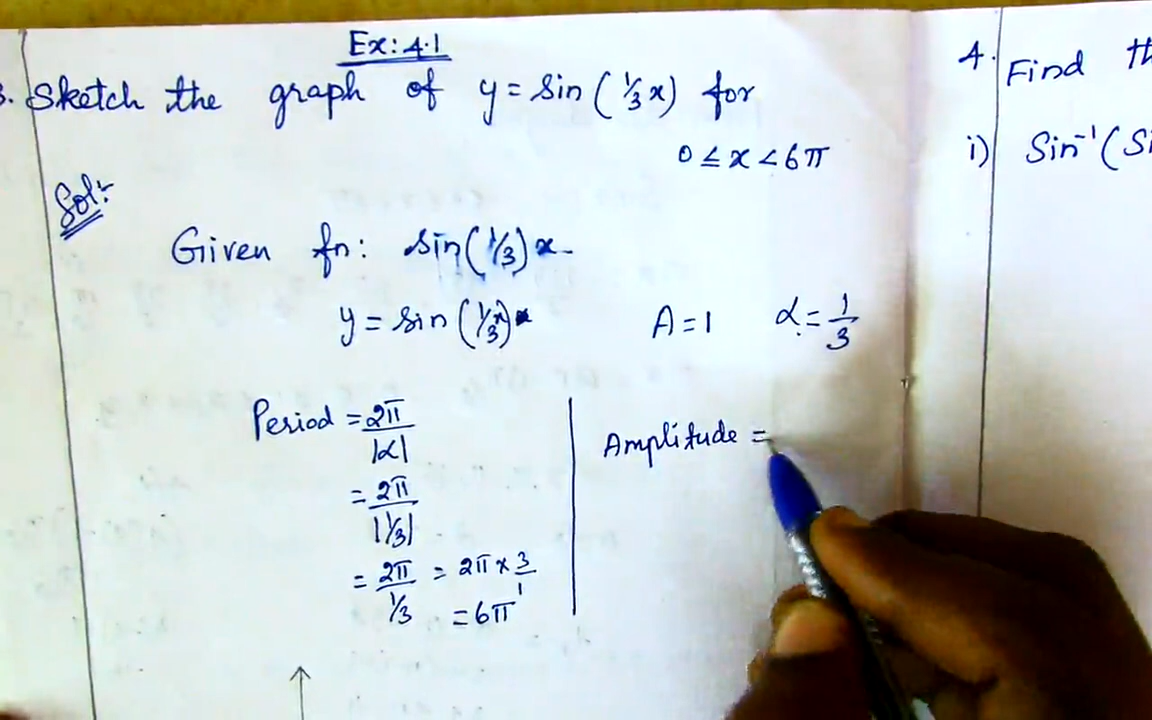 Ex: 4.1
3. Sketch the graph of y = sin (1/3 x) for
0 ≤ x < 6π
Sol:-
Given fn: sin(1/3)x
y = sin (1/3 x)
A = 1 α = 1/3
Period = 2π/|α|
= 2π/|1/3|
= 2π/1/3 = 2π × 3/1
= 6π
Amplitude =
4. Find
i) Sin⁻¹(